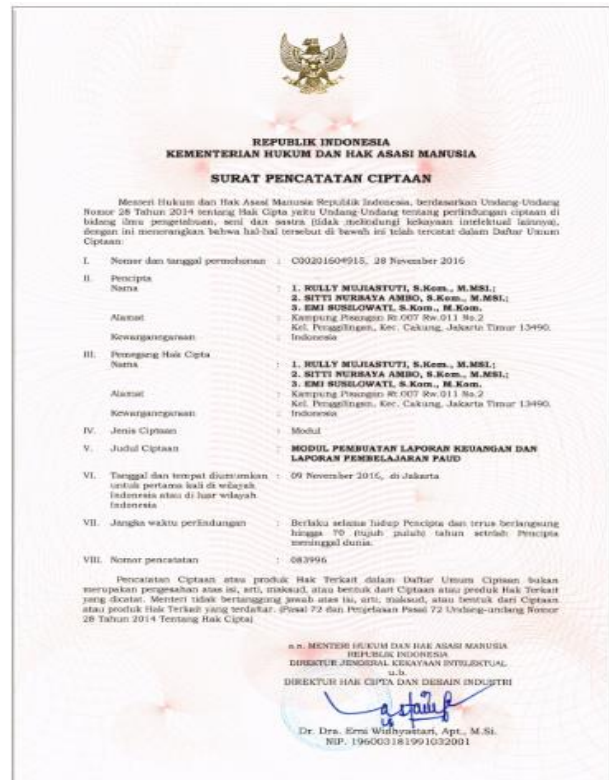 REPUBLIK INDONESIA
KEMENTERIAN HUKUM DAN HAK ASASI MANUSIA
SURAT PENCATATAN CIPTAAN
Menteri Hukum dan Hak Asasi Manusia Republik Indonesia, berdasarkan Undang-Undang
Nomor 28 Tahun 2014 tentang Hak Cipta yaitu Undang-Undang tentang perlindungan ciptaan di
bidang ilmu pengetahuan, seni dan sastra (tidak melindungi kekayaan intelektual lainnya),
dengan ini menerangkan bahwa hal-hal tersebut di bawah ini telah tercatat dalam Daftar Umum
Ciptaan:
I. Nomor dan tanggal permohonan : C00201604915, 28 November 2016
II. Pencipta
Nama : 1. RULLY MUJIASTUTI, S.Kom., M.MSI.;
2. SITTI NURBAYA AMBO, S.Kom., M.MSI.;
3. EMI SUSILOWATI, S.Kom., M.Kom.
Alamat : Kampung Pisangan Rt.007 Rw.011 No.2
Kel. Penggilingan, Kec. Cakung, Jakarta Timur 13490.
Kewarganegaraan : Indonesia
III. Pemegang Hak Cipta
Nama : 1. RULLY MUJIASTUTI, S.Kom., M.MSI.;
2. SITTI NURBAYA AMBO, S.Kom., M.MSI.;
3. EMI SUSILOWATI, S.Kom., M.Kom.
Alamat : Kampung Pisangan Rt.007 Rw.011 No.2
Kel. Penggilingan, Kec. Cakung, Jakarta Timur 13490.
Kewarganegaraan : Indonesia
IV. Jenis Ciptaan : Modul
V. Judul Ciptaan : MODUL PEMBUATAN LAPORAN KEUANGAN DAN
LAPORAN PEMBELAJARAN PAUD
VI. Tanggal dan tempat diumumkan : 09 November 2016, di Jakarta
untuk pertama kali di wilayah
Indonesia atau di luar wilayah
Indonesia
VII. Jangka waktu perlindungan : Berlaku selama hidup Pencipta dan terus berlangsung
hingga 70 (tujuh puluh) tahun setelah Pencipta
meninggal dunia.
VIII. Nomor pencatatan : 083996
Pencatatan Ciptaan atau produk Hak Terkait dalam Daftar Umum Ciptaan bukan
merupakan pengesahan atas isi, arti, maksud, atau bentuk dari Ciptaan atau produk Hak Terkait
yang dicatat. Menteri tidak bertanggung jawab atas isi, arti, maksud, atau bentuk dari Ciptaan
atau produk Hak Terkait yang terdaftar. (Pasal 72 dan Penjelasan Pasal 72 Undang-undang Nomor
28 Tahun 2014 Tentang Hak Cipta)
a.n. MENTERI HUKUM DAN HAK ASASI MANUSIA
REPUBLIK INDONESIA
DIREKTUR JENDERAL KEKAYAAN INTELEKTUAL
u.b.
DIREKTUR HAK CIPTA DAN DESAIN INDUSTRI
Dr. Dra. Erni Widhyastari, Apt., M.Si.
NIP. 196003181991032001